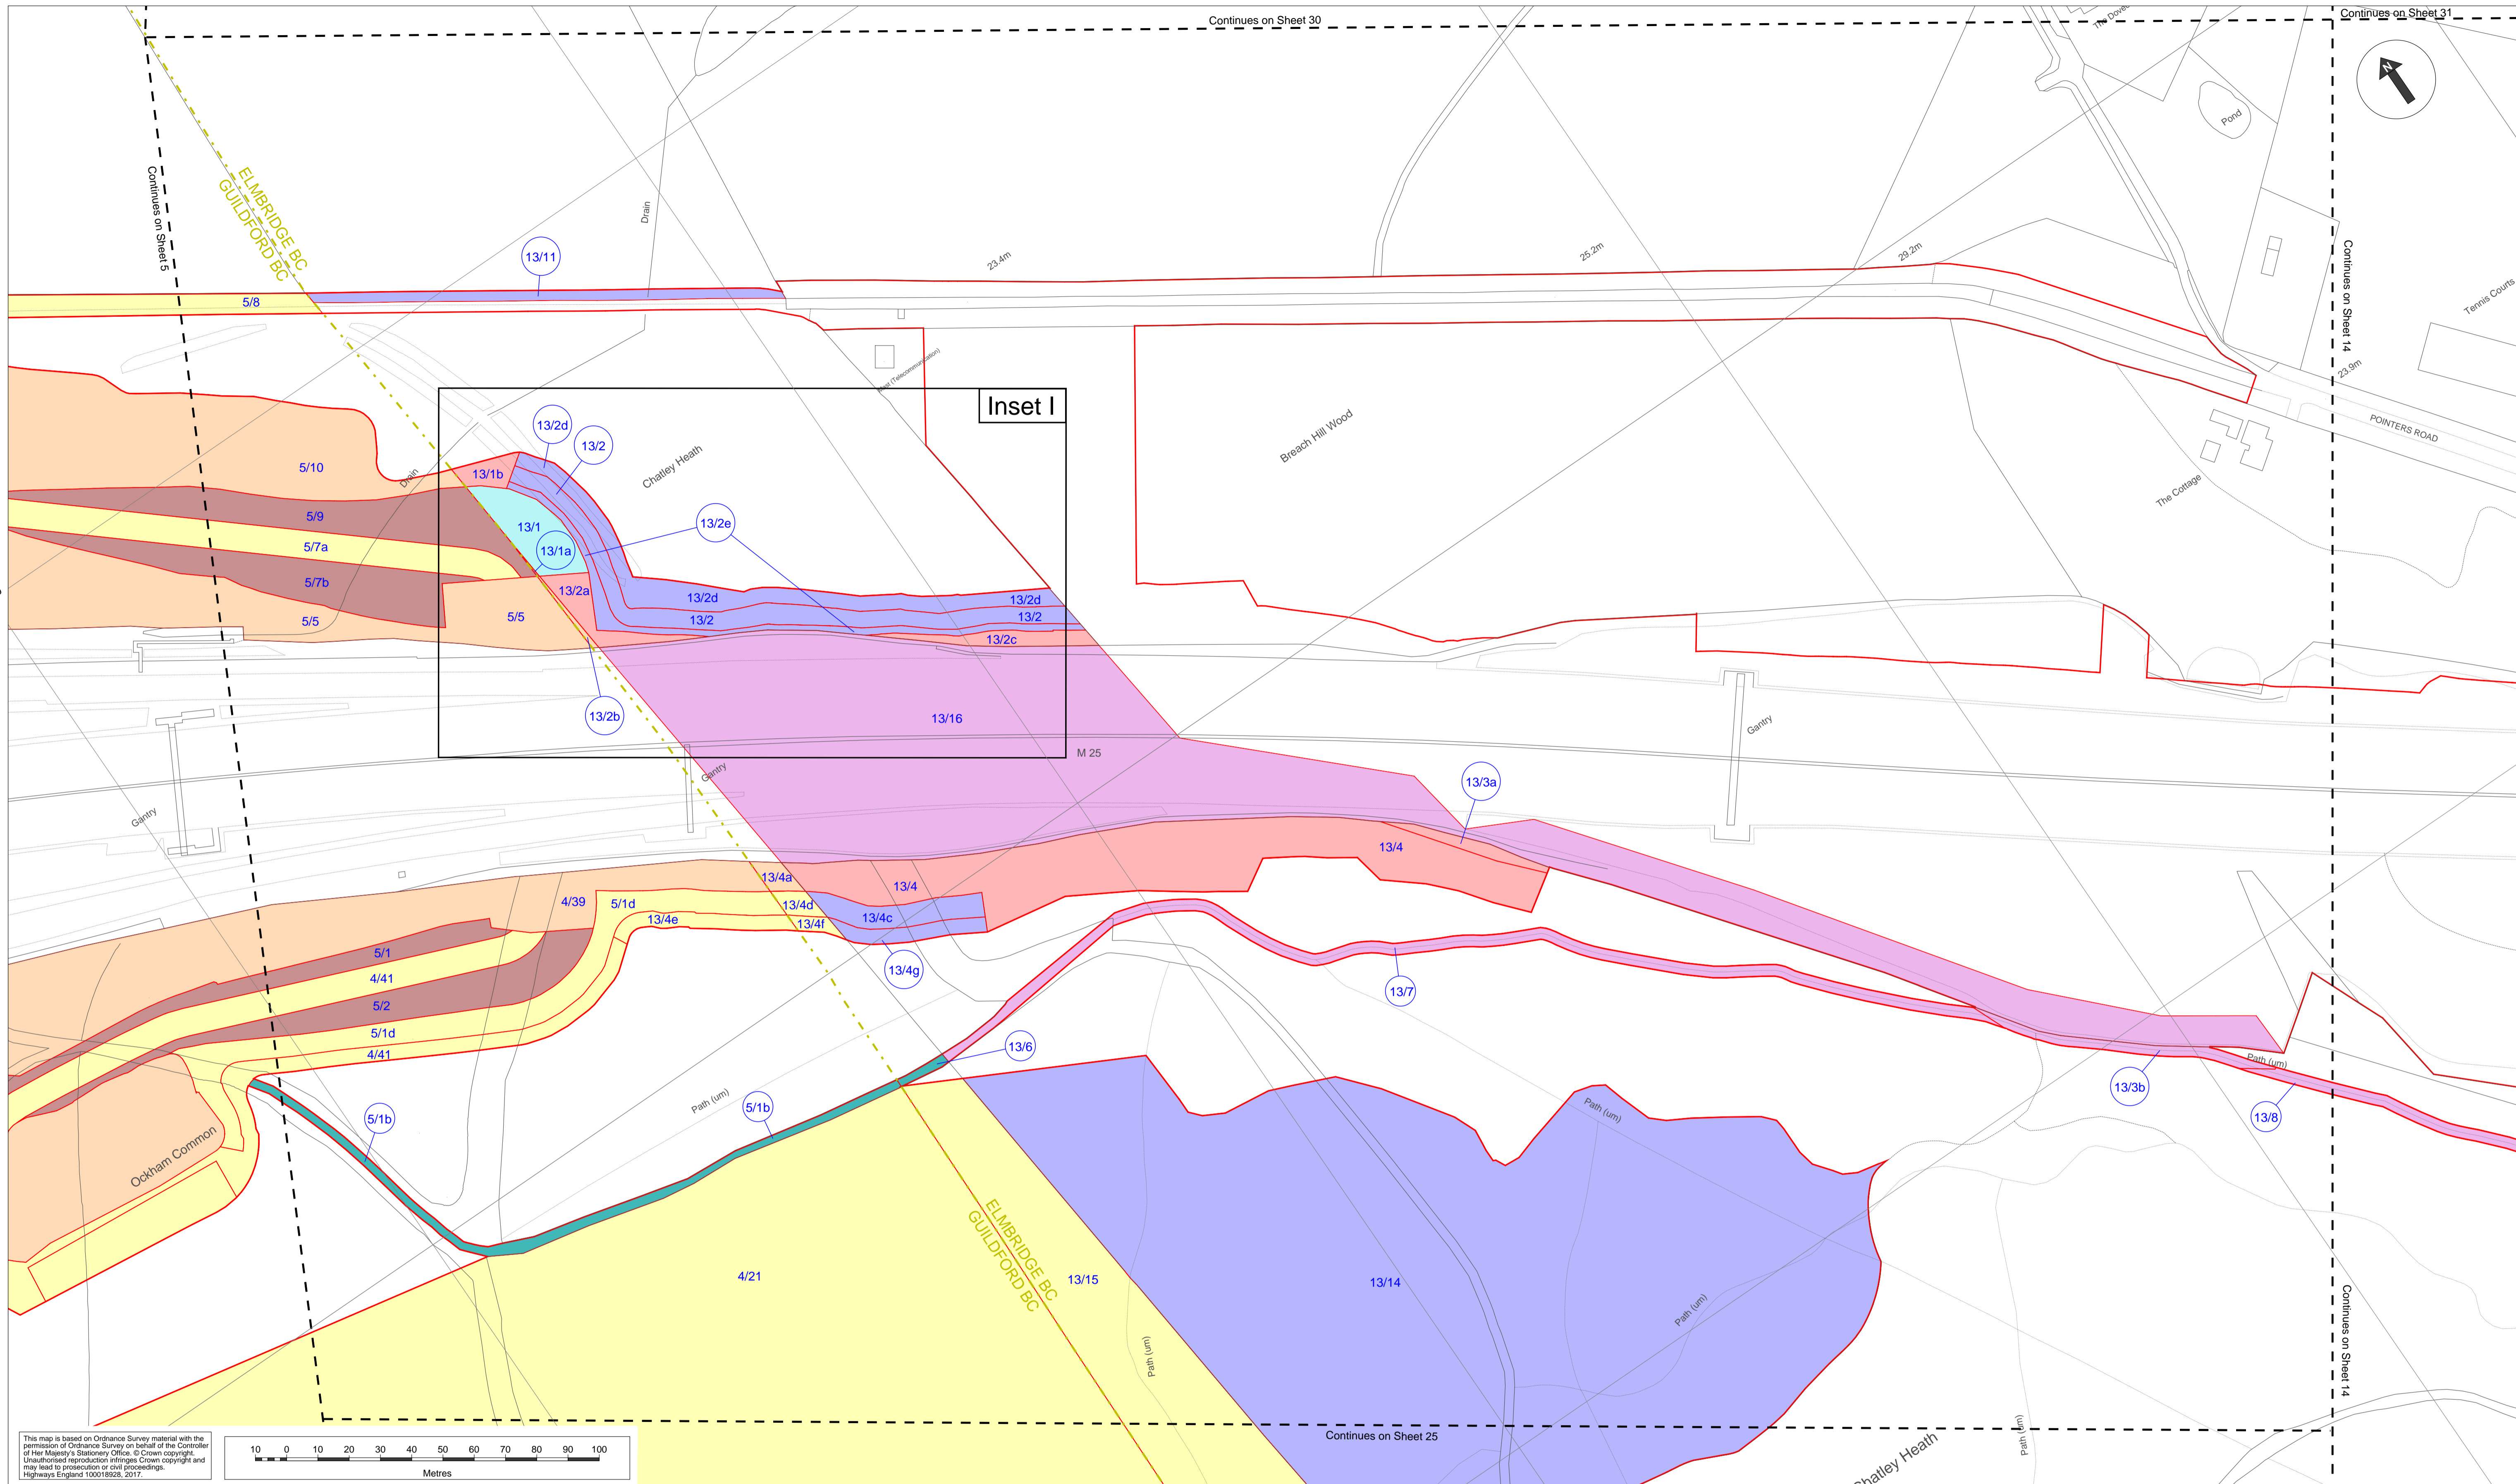 Continues on Sheet 30
Continues on Sheet 31
N
Pond
Continues on Sheet 5
ELMBRIDGE BC
GUILDFORD BC
Drain
13/11
23.4m
25.2m
29.2m
Continues on Sheet 14
Tennis Courts
5/8
Mast (Telecommunication)
23.9m
Inset I
POINTERS ROAD
13/2d
13/2
Breach Hill Wood
Chatley Heath
5/10
Drain
13/1b
The Cottage
5/9
13/1
13/2e
5/7a
13/1a
5/7b
13/2a
13/2d
13/2d
5/5
5/5
13/2
13/2
13/2c
13/2b
13/16
Gantry
M 25
Gantry
13/3a
Gantry
13/4
13/4a
13/4
4/39
5/1d
13/4d
13/4c
13/4e
13/4f
5/1
4/41
13/4g
13/7
5/2
5/1d
4/41
13/6
Path (um)
13/3b
13/8
5/1b
Path (um)
5/1b
Path (um)
Ockham Common
ELMBRIDGE BC
GUILDFORD BC
4/21
13/15
13/14
Path (um)
Path (um)
Continues on Sheet 14
Continues on Sheet 25
Path (um)
Chatley Heath
This map is based on Ordnance Survey material with the
permission of Ordnance Survey on behalf of the Controller
of Her Majesty's Stationery Office. © Crown copyright.
Unauthorised reproduction infringes Crown copyright and
may lead to prosecution or civil proceedings.
Highways England 100018928, 2017.
10 0 10 20 30 40 50 60 70 80 90 100
Metres